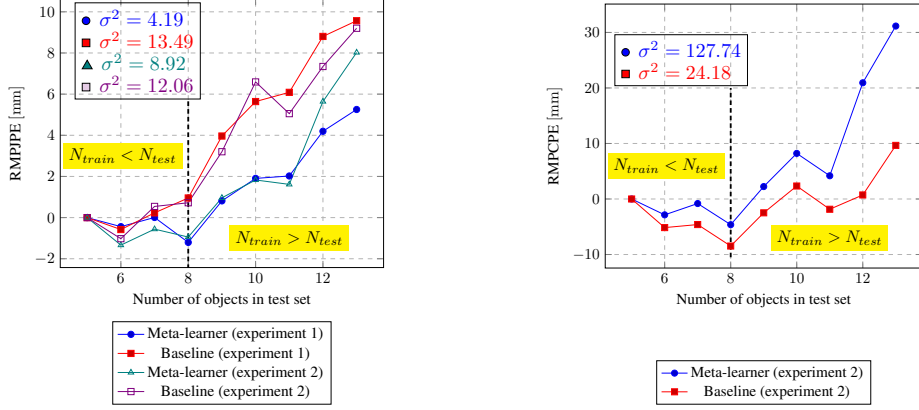 10
8
6
4
2
0
−2
RMPJPE [mm]
σ² = 4.19
σ² = 13.49
σ² = 8.92
σ² = 12.06
N_train < N_test
N_train > N_test
6 8 10 12
Number of objects in test set
Meta-learner (experiment 1)
Baseline (experiment 1)
Meta-learner (experiment 2)
Baseline (experiment 2)
30
20
10
0
−10
RMPCPE [mm]
σ² = 127.74
σ² = 24.18
N_train < N_test
N_train > N_test
6 8 10 12
Number of objects in test set
Meta-learner (experiment 2)
Baseline (experiment 2)